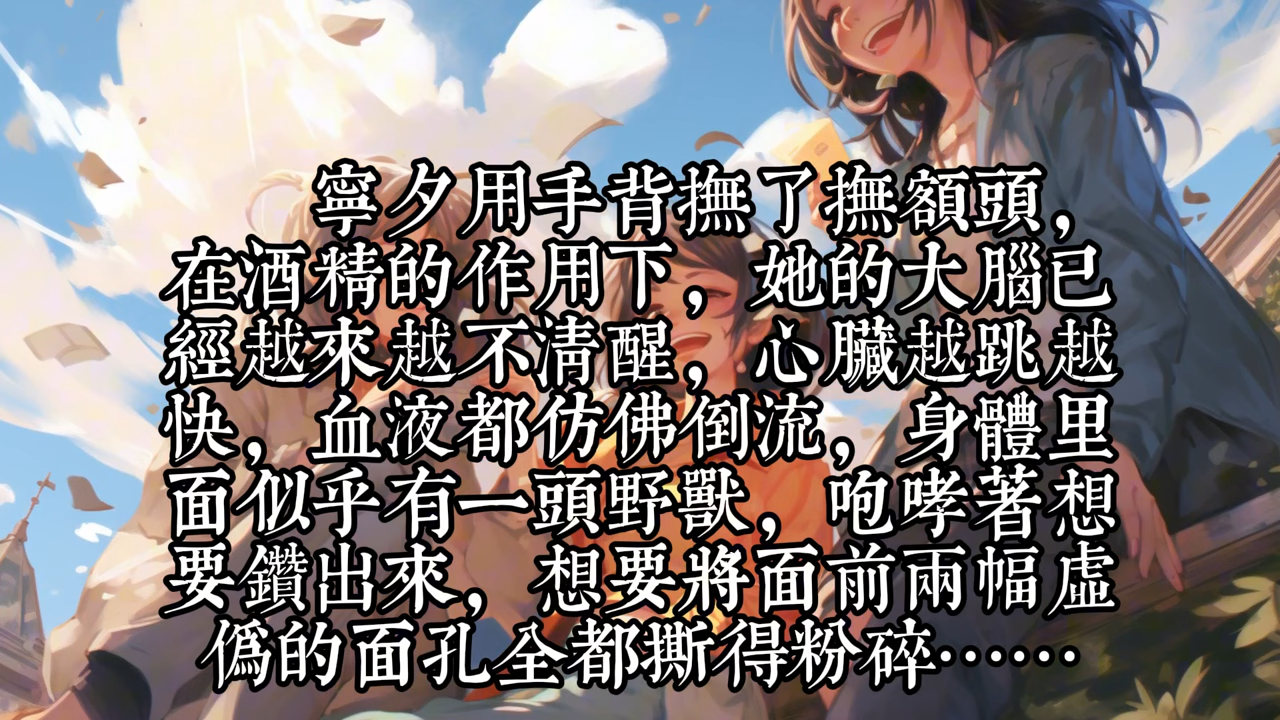 寧夕用手背撫了撫額頭，
在酒精的作用下，她的大腦已
經越來越不清醒，心臟越跳越
快，血液都仿佛倒流，身體里
面似乎有一頭野獸，咆哮著想
要鑽出來，想要將面前兩幅虛
偽的面孔全都撕得粉碎……